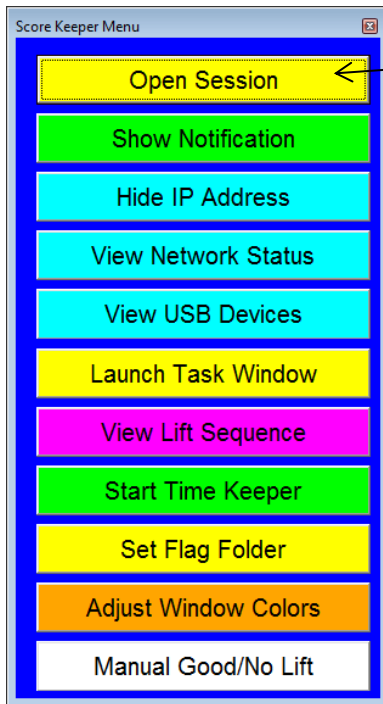 Score Keeper Menu
Open Session
Show Notification
Hide IP Address
View Network Status
View USB Devices
Launch Task Window
View Lift Sequence
Start Time Keeper
Set Flag Folder
Adjust Window Colors
Manual Good/No Lift